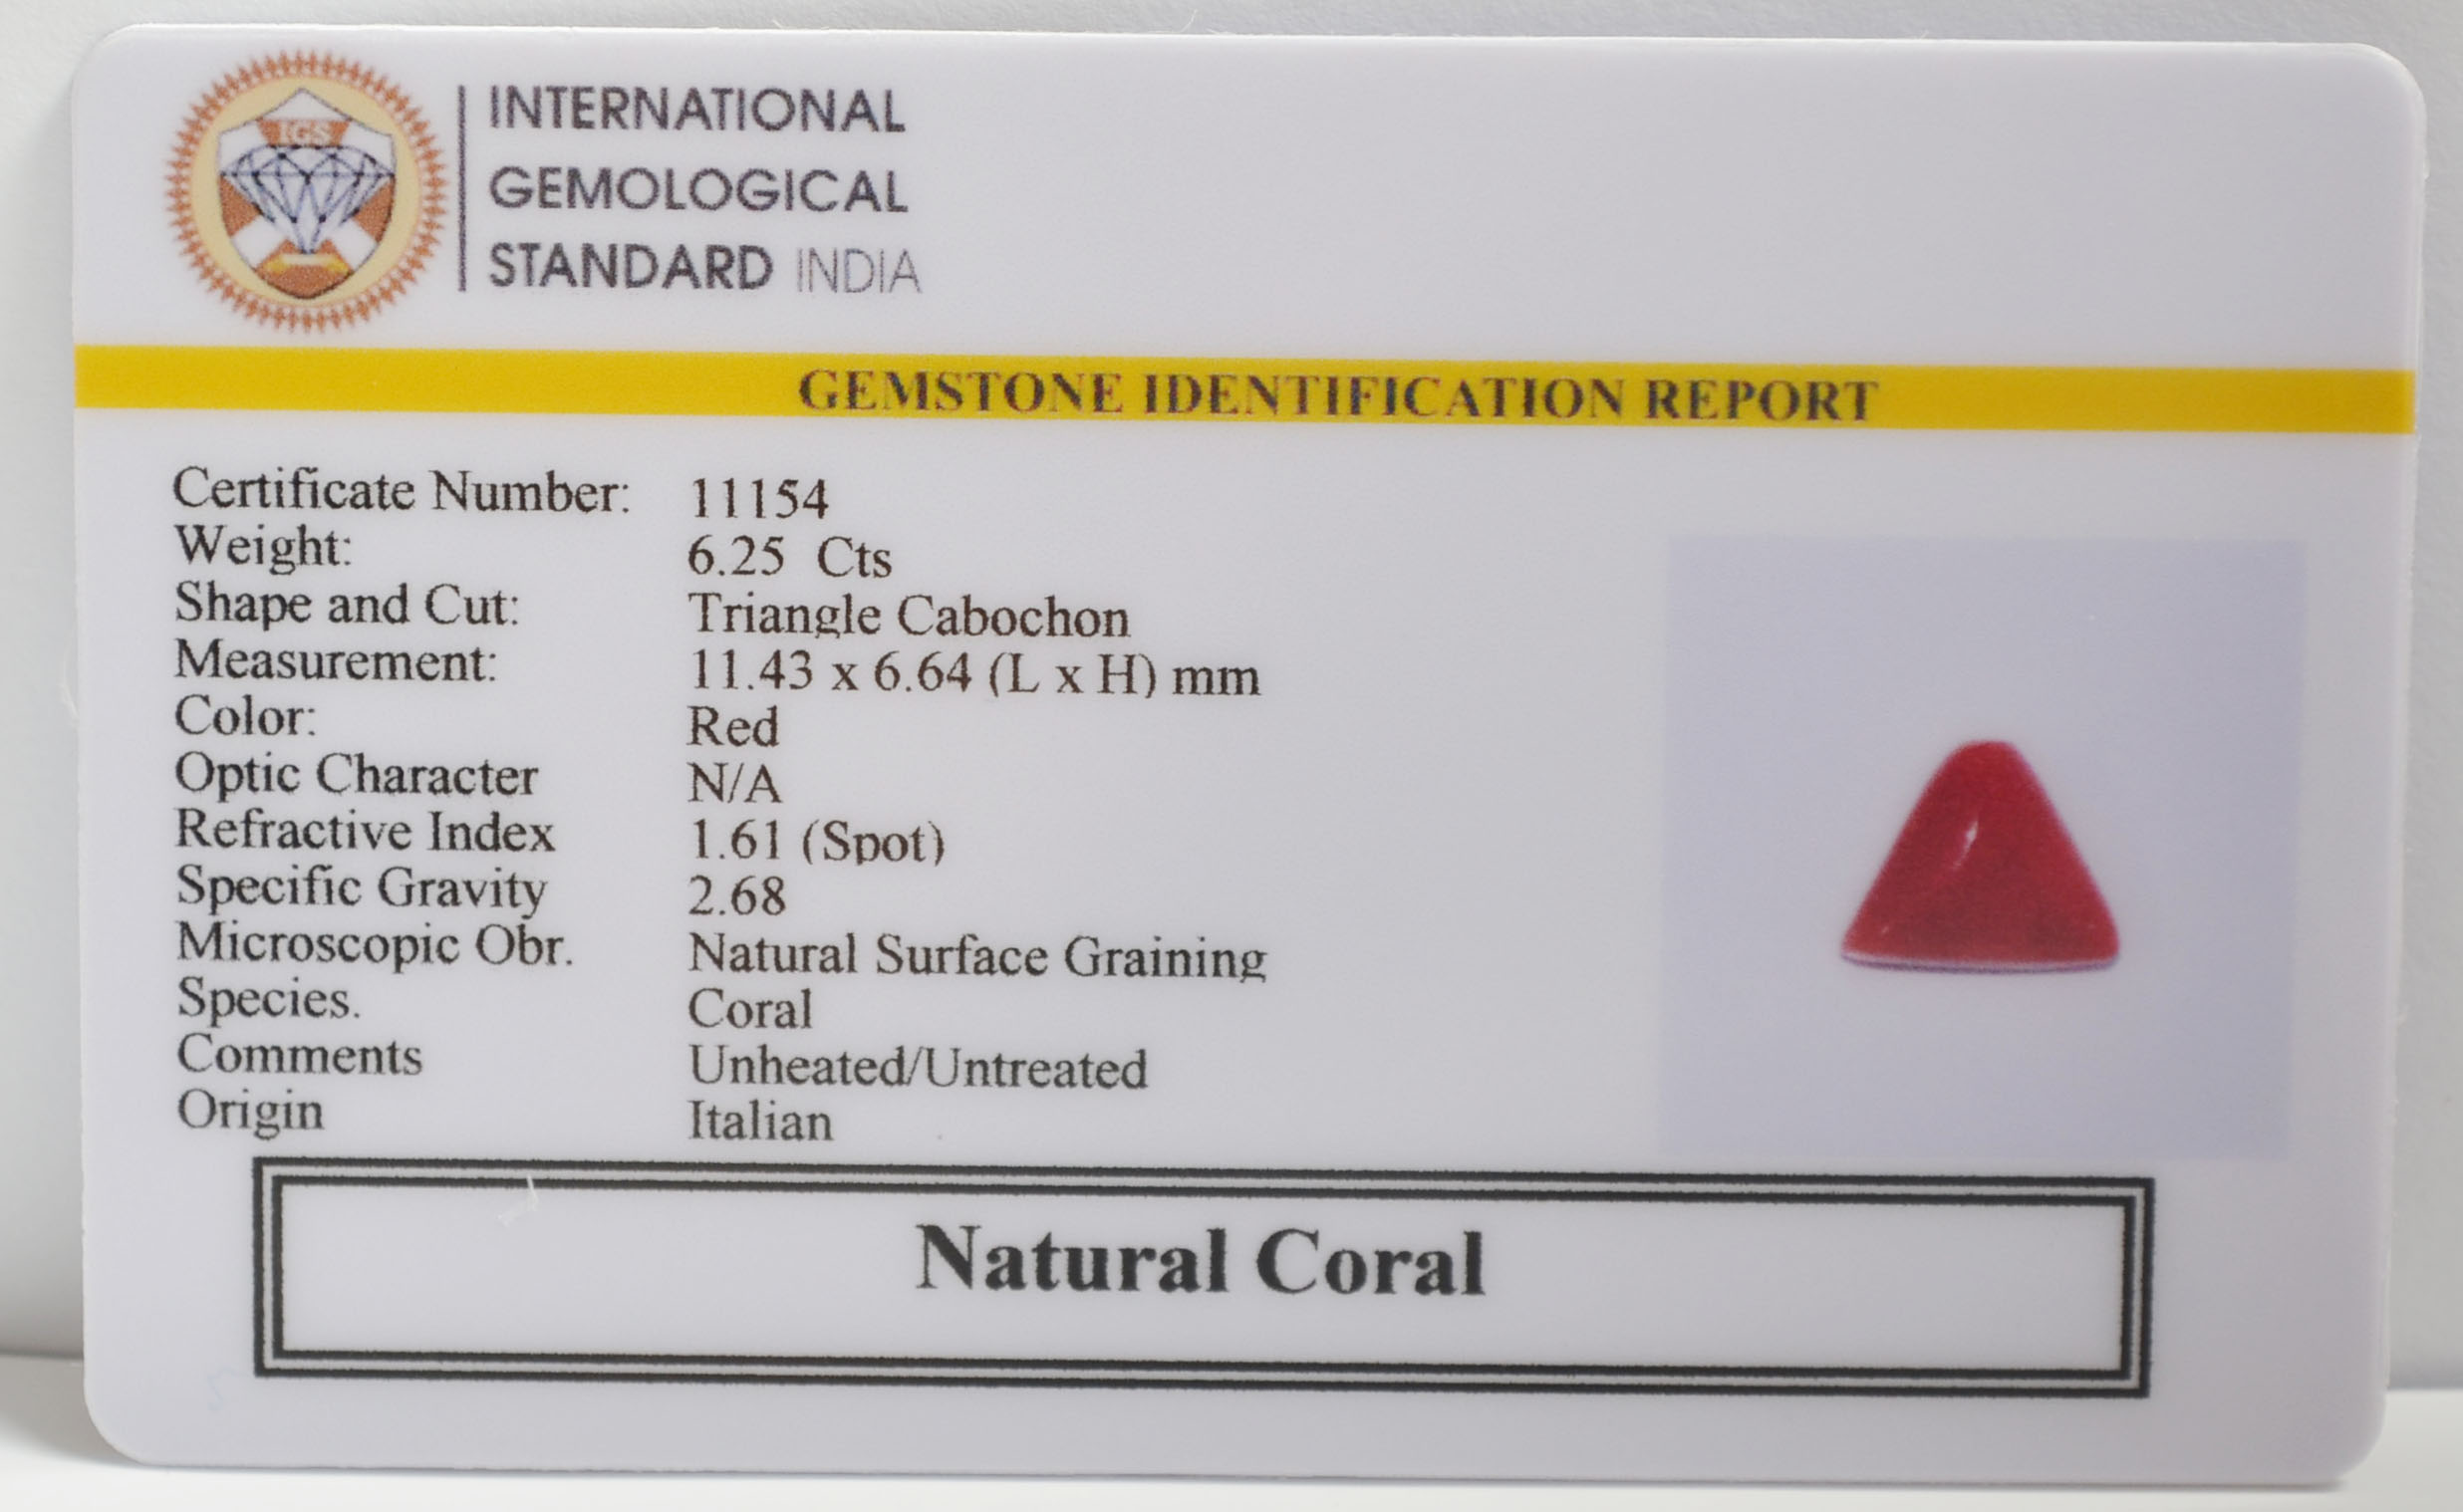 IGS
INTERNATIONAL
GEMOLOGICAL
STANDARD INDIA
GEMSTONE IDENTIFICATION REPORT
Certificate Number: 11154
Weight: 6.25 Cts
Shape and Cut: Triangle Cabochon
Measurement: 11.43 x 6.64 (L x H) mm
Color: Red
Optic Character N/A
Refractive Index 1.61 (Spot)
Specific Gravity 2.68
Microscopic Obr. Natural Surface Graining
Species. Coral
Comments Unheated/Untreated
Origin Italian
Natural Coral